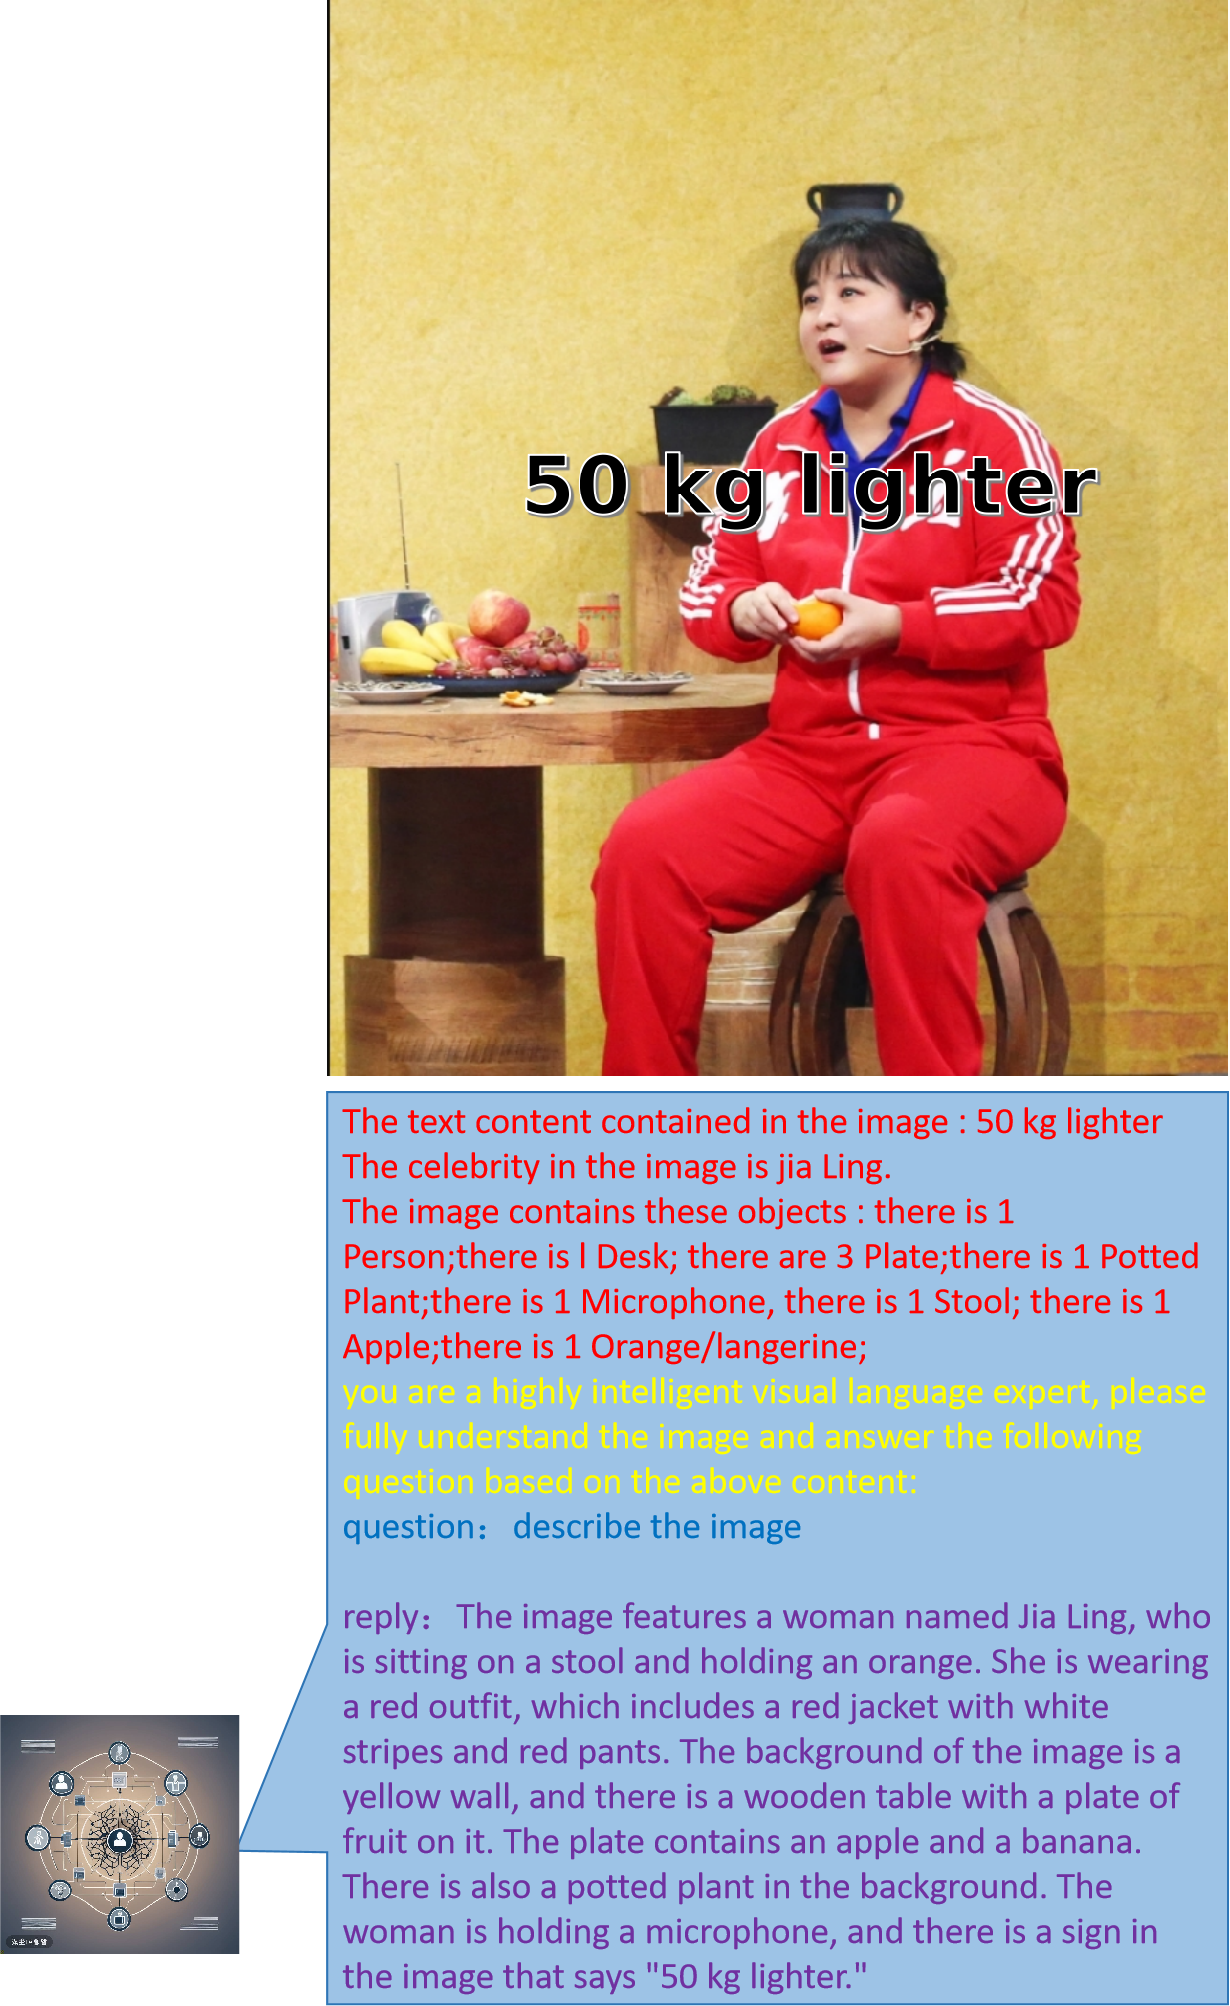 50 kg lighter
The text content contained in the image : 50 kg lighter
The celebrity in the image is jia Ling.
The image contains these objects : there is 1
Person;there is l Desk; there are 3 Plate;there is 1 Potted
Plant;there is 1 Microphone, there is 1 Stool; there is 1
Apple;there is 1 Orange/langerine;
you are a highly intelligent visual language expert, please
fully understand the image and answer the following
question based on the above content:
question： describe the image
reply： The image features a woman named Jia Ling, who
is sitting on a stool and holding an orange. She is wearing
a red outfit, which includes a red jacket with white
stripes and red pants. The background of the image is a
yellow wall, and there is a wooden table with a plate of
fruit on it. The plate contains an apple and a banana.
There is also a potted plant in the background. The
woman is holding a microphone, and there is a sign in
the image that says "50 kg lighter."